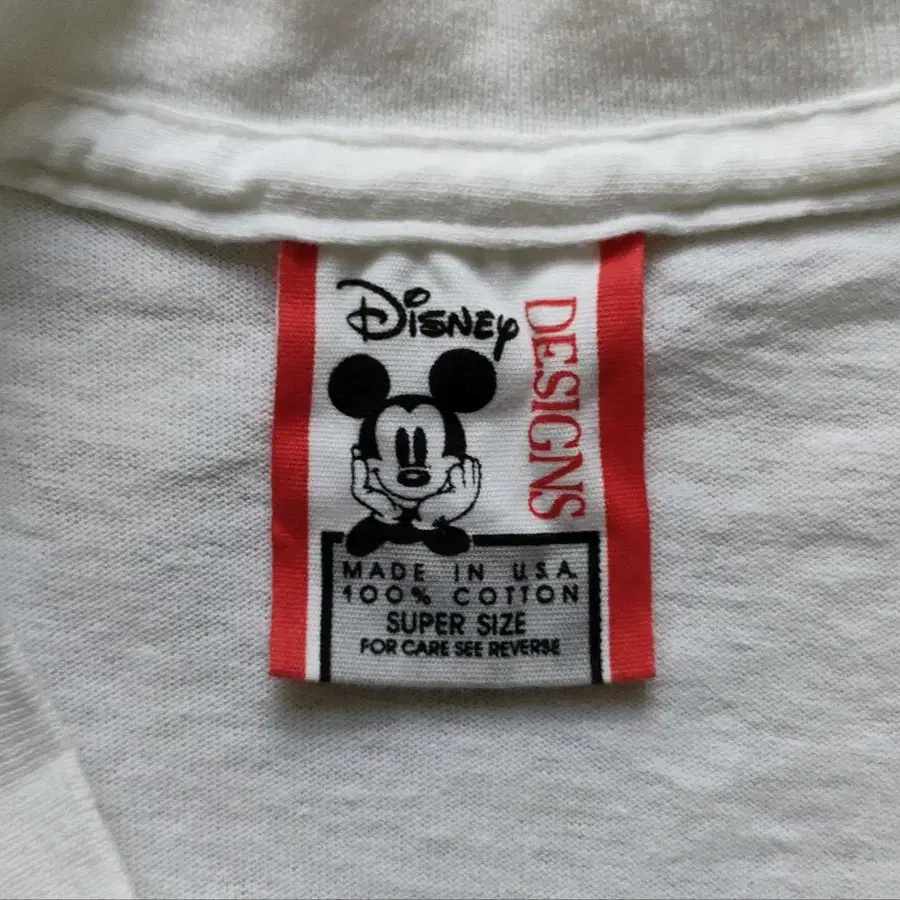 Disney
DESIGNS
MADE IN U.S.A.
100% COTTON
SUPER SIZE
FOR CARE SEE REVERSE